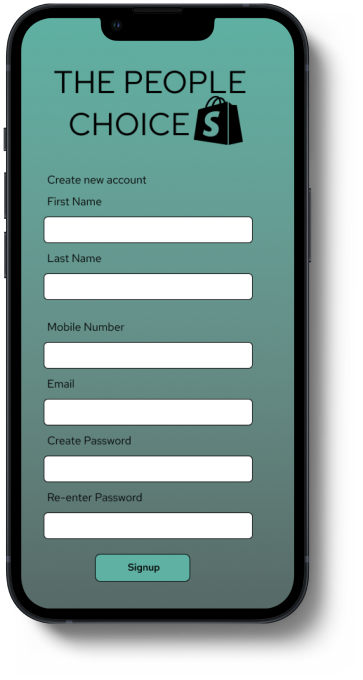 THE PEOPLE
CHOICE
Create new account
First Name
Last Name
Mobile Number
Email
Create Password
Re-enter Password
Signup